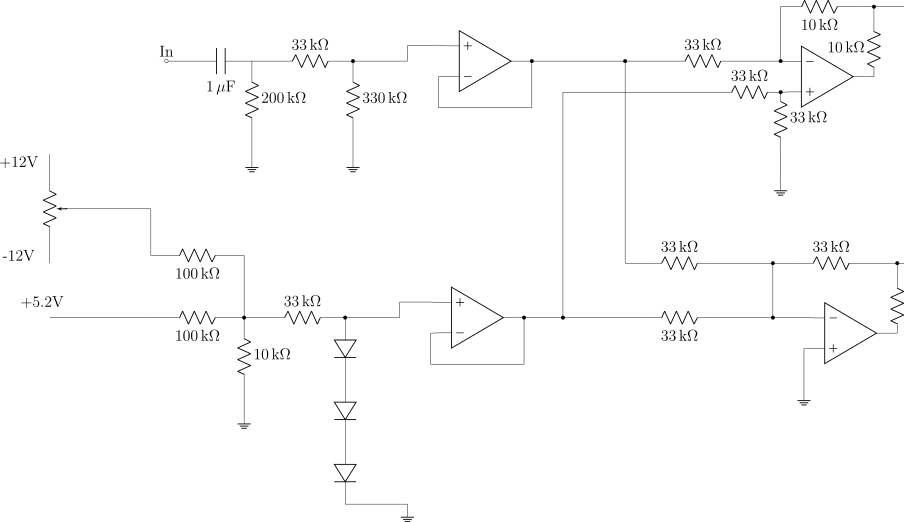 10 kΩ
In
33 kΩ
33 kΩ
10 kΩ
−
+
−
1 μF
200 kΩ
330 kΩ
33 kΩ
+
−
+
33 kΩ
+12V
-12V
100 kΩ
33 kΩ
33 kΩ
+5.2V
100 kΩ
33 kΩ
+
−
33 kΩ
−
+
10 kΩ